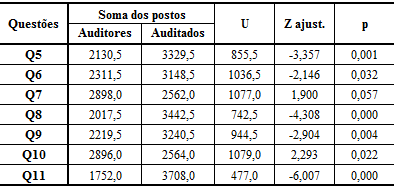 Questões Soma dos postos U Z ajust. p
Auditores Auditados
Q5 2130,5 3329,5 855,5 -3,357 0,001
Q6 2311,5 3148,5 1036,5 -2,146 0,032
Q7 2898,0 2562,0 1077,0 1,900 0,057
Q8 2017,5 3442,5 742,5 -4,308 0,000
Q9 2219,5 3240,5 944,5 -2,904 0,004
Q10 2896,0 2564,0 1079,0 2,293 0,022
Q11 1752,0 3708,0 477,0 -6,007 0,000